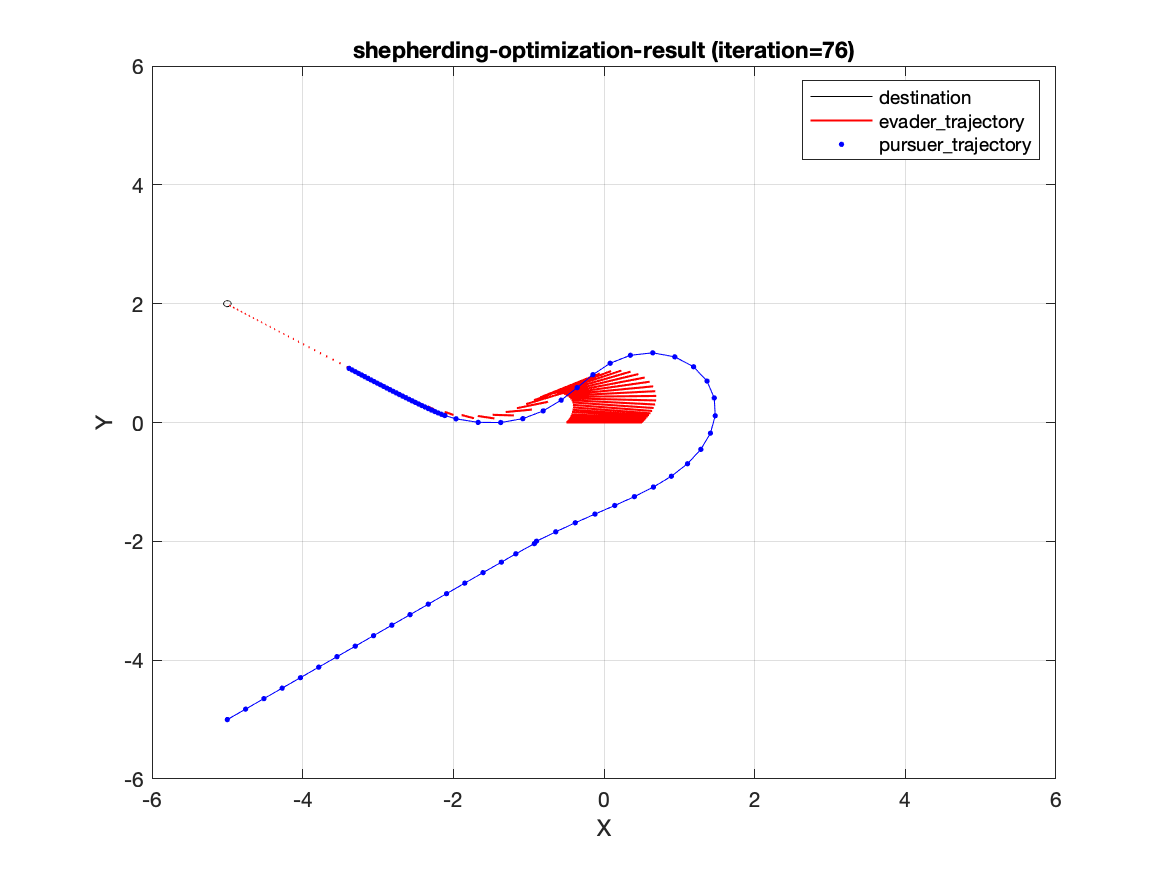 shepherding-optimization-result (iteration=76)
destination
evader_trajectory
pursuer_trajectory
6
4
2
0
-2
-4
-6
Y
-6
-4
-2
0
2
4
6
X